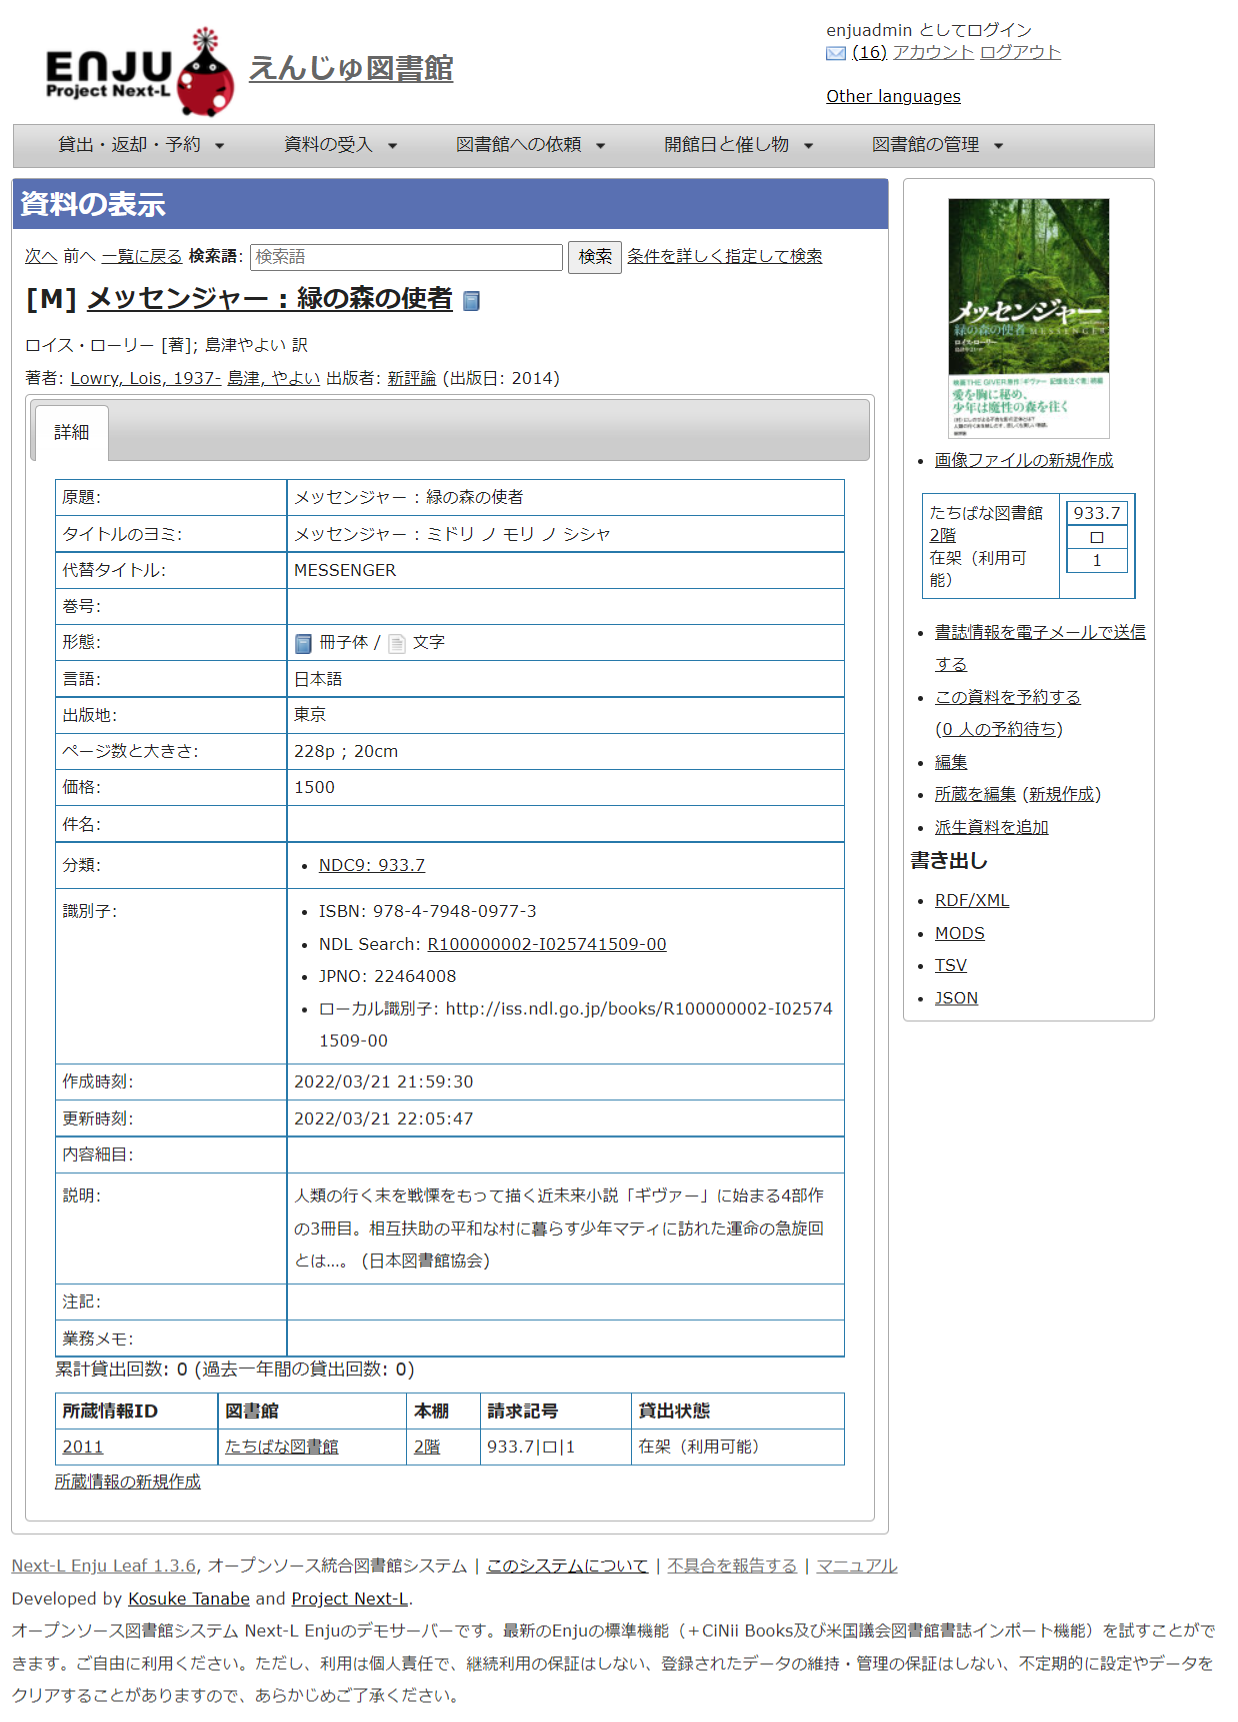 ENJU
Project Next-L
えんじゅ図書館
enjuadmin としてログイン
(16) アカウント ログアウト
Other languages
貸出・返却・予約 資料の受入 図書館への依頼 開館日と催し物 図書館の管理
資料の表示
次へ 前へ 一覧に戻る 検索語: 検索語 検索 条件を詳しく指定して検索
[M] メッセンジャー : 緑の森の使者
ロイス・ローリー [著]; 島津やよい 訳
著者: Lowry, Lois, 1937- 島津, やよい 出版者: 新評論 (出版日: 2014)
詳細
原題: メッセンジャー : 緑の森の使者
タイトルのヨミ: メッセンジャー : ミドリ ノ モリ ノ シシャ
代替タイトル: MESSENGER
巻号:
形態: 冊子体 / 文字
言語: 日本語
出版地: 東京
ページ数と大きさ: 228p ; 20cm
価格: 1500
件名:
分類: NDC9: 933.7
識別子: ISBN: 978-4-7948-0977-3
NDL Search: R100000002-I025741509-00
JPNO: 22464008
ローカル識別子: http://iss.ndl.go.jp/books/R100000002-I02574
1509-00
作成時刻: 2022/03/21 21:59:30
更新時刻: 2022/03/21 22:05:47
内容細目:
説明: 人類の行く末を戦慄をもって描く近未来小説「ギヴァー」に始まる4部作
の3冊目。相互扶助の平和な村に暮らす少年マティに訪れた運命の急旋回
とは…。 (日本図書館協会)
注記:
業務メモ:
累計貸出回数: 0 (過去一年間の貸出回数: 0)
所蔵情報ID 図書館 本棚 請求記号 貸出状態
2011 たちばな図書館 2階 933.7|ロ|1 在架（利用可能）
所蔵情報の新規作成
メッセンジャー
緑の森の使者 MESSENGER
ロイス・ローリー
島津やよい 訳
愛を胸に秘め、
少年は魔性の森を往く
新評論
画像ファイルの新規作成
たちばな図書館
2階
在架（利用可
能）
933.7
ロ
1
書誌情報を電子メールで送信
する
この資料を予約する
(0 人の予約待ち)
編集
所蔵を編集 (新規作成)
派生資料を追加
書き出し
RDF/XML
MODS
TSV
JSON
Next-L Enju Leaf 1.3.6, オープンソース統合図書館システム | このシステムについて | 不具合を報告する | マニュアル
Developed by Kosuke Tanabe and Project Next-L.
オープンソース図書館システム Next-L Enjuのデモサーバーです。最新のEnjuの標準機能（＋CiNii Books及び米国議会図書館書誌インポート機能）を試すことがで
きます。ご自由に利用ください。ただし、利用は個人責任で、継続利用の保証はしない、登録されたデータの維持・管理の保証はしない、不定期的に設定やデータを
クリアすることがありますので、あらかじめご了承ください。